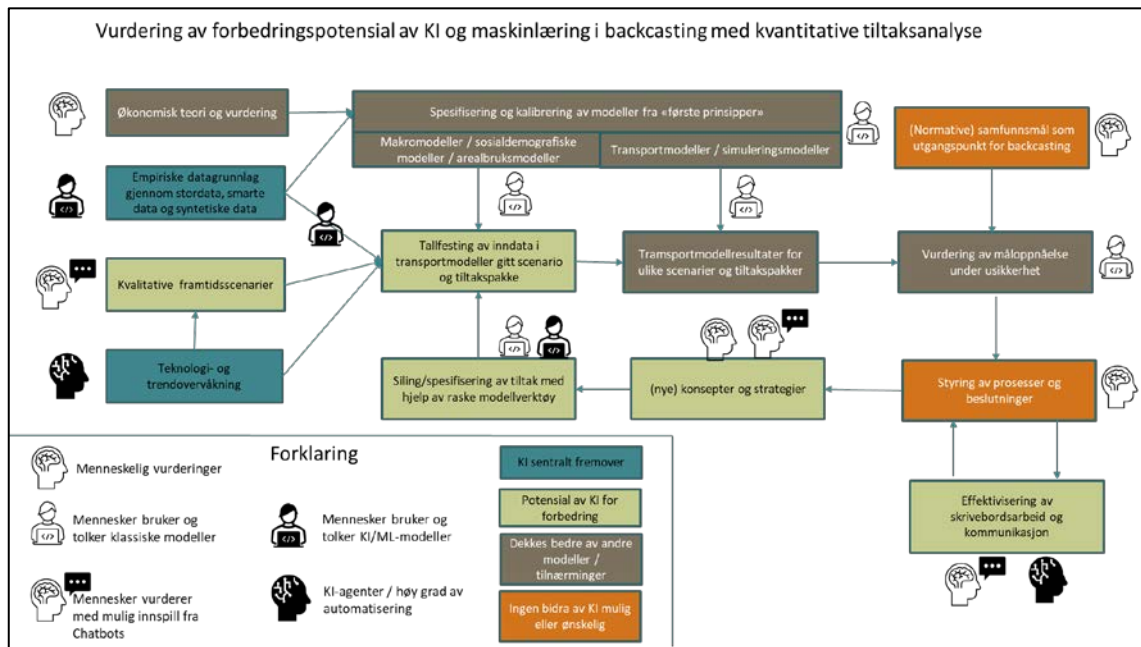 Vurdering av forbedringspotensial av KI og maskinlæring i backcasting med kvantitative tiltaksanalyse
Økonomisk teori og vurdering
Spesifisering og kalibrering av modeller fra «første prinsipper»
Makromodeller / sosialdemografiske
modeller / arealbruksmodeller
Transportmodeller / simuleringsmodeller
(Normative) samfunnsmål som
utgangspunkt for backcasting
Empiriske datagrunnlag
gjennom stordata, smarte
data og syntetiske data
Tallfesting av inndata i
transportmodeller gitt scenario
og tiltakspakke
Tramsportmodellresultater for
ulike scenarier og tiltakspakker
Vurdering av måloppnåelse
under usikkerhet
Kvalitative framtidsscenarier
Teknologi- og
trendovervåkning
Siling/spesifisering av tiltak med
hjelp av raske modellverktøy
(nye) konsepter og strategier
Styring av prosesser og
beslutninger
Effektivisering av
skrivebordsarbeid og
kommunikasjon
Forklaring
Menneskelig vurderinger
Mennesker bruker og
tolker klassiske modeller
Mennesker vurderer
med mulig innspill fra
Chatbots
Mennesker bruker og
tolker KI/ML-modeller
KI-agenter / høy grad av
automatisering
KI sentralt fremover
Potensial av KI for
forbedring
Dekkes bedre av andre
modeller /
tilnærminger
Ingen bidra av KI mulig
eller ønskelig